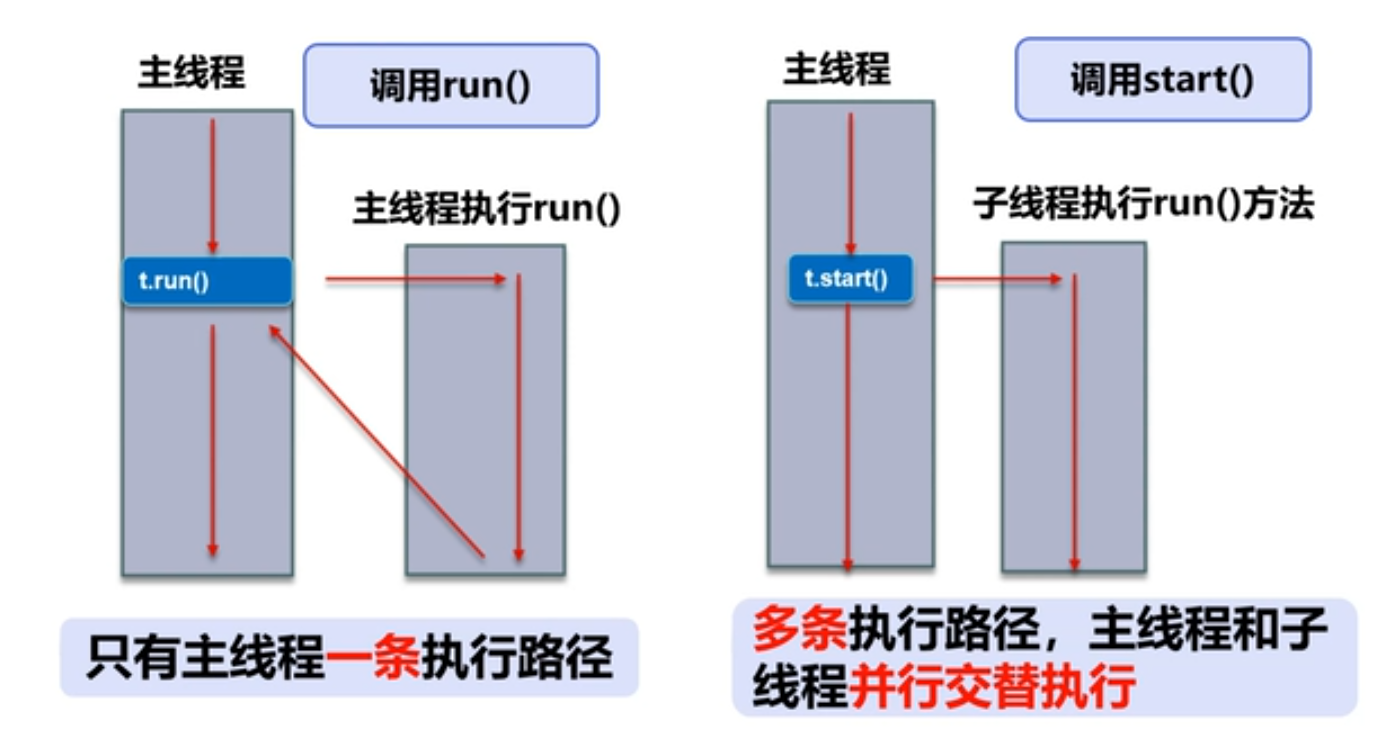 主线程
调用run()
主线程执行run()
t.run()
只有主线程一条执行路径
主线程
调用start()
子线程执行run()方法
t.start()
多条执行路径，主线程和子
线程并行交替执行